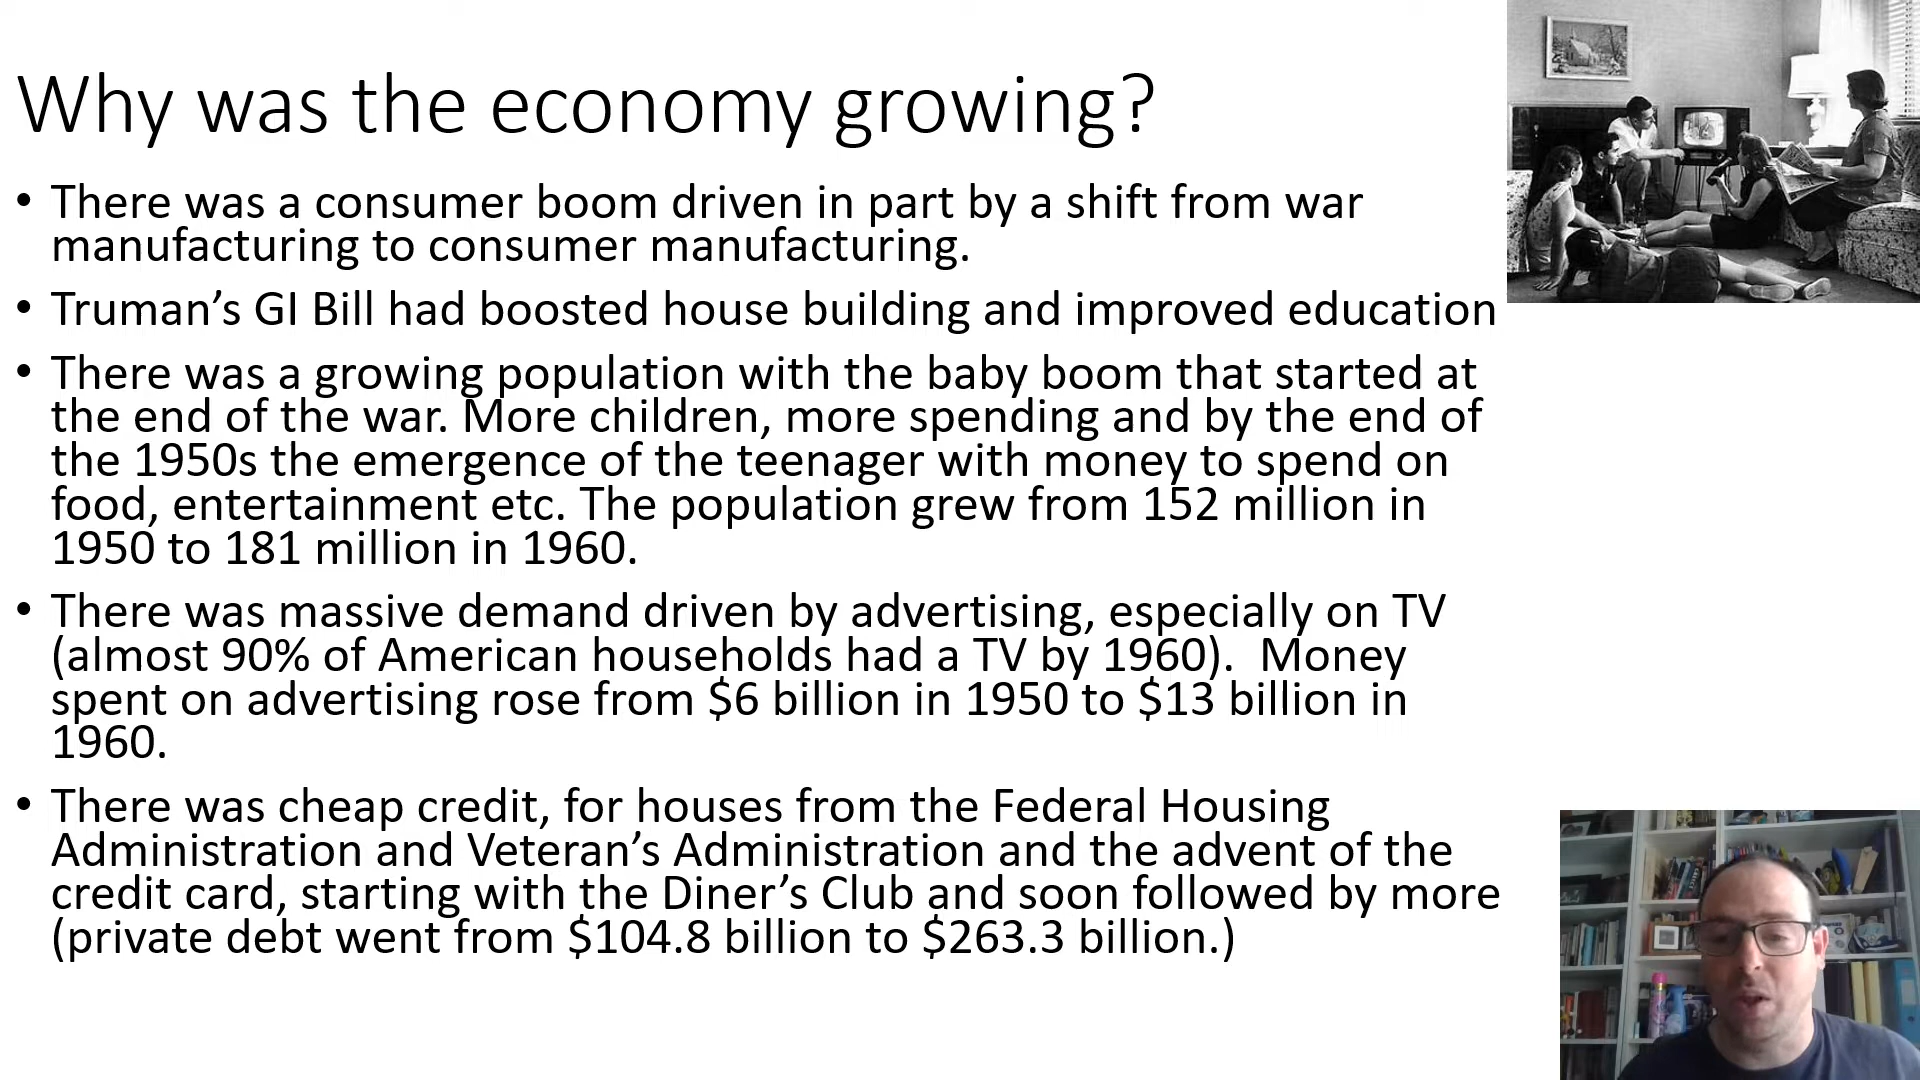 Why was the economy growing?
• There was a consumer boom driven in part by a shift from war
manufacturing to consumer manufacturing.
• Truman’s GI Bill had boosted house building and improved education
• There was a growing population with the baby boom that started at
the end of the war. More children, more spending and by the end of
the 1950s the emergence of the teenager with money to spend on
food, entertainment etc. The population grew from 152 million in
1950 to 181 million in 1960.
• There was massive demand driven by advertising, especially on TV
(almost 90% of American households had a TV by 1960).  Money
spent on advertising rose from $6 billion in 1950 to $13 billion in
1960.
• There was cheap credit, for houses from the Federal Housing
Administration and Veteran’s Administration and the advent of the
credit card, starting with the Diner’s Club and soon followed by more
(private debt went from $104.8 billion to $263.3 billion.)